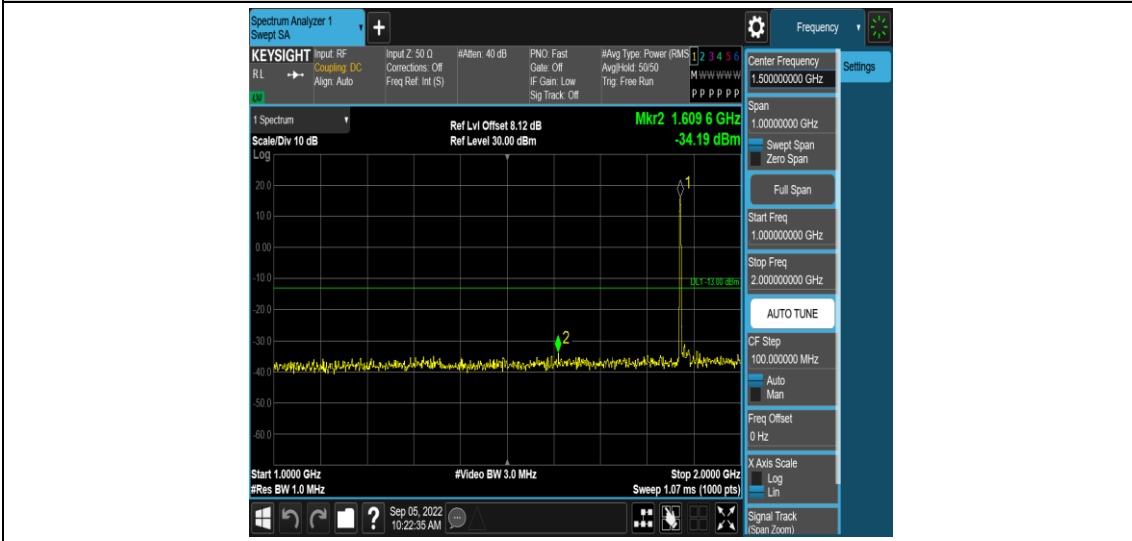 Spectrum Analyzer 1
Swept SA
+
Frequency
KEYSIGHT
RL
Input: RF
Coupling: DC
Align: Auto
Input Z: 50 Ω
Corrections: Off
Freq Ref: Int (S)
#Atten: 40 dB
PNO: Fast
Gate: Off
IF Gain: Low
Sig Track: Off
#Avg Type: Power (RMS
Avg|Hold: 50/50
Trig: Free Run
1 2 3 4 5 6
M W W W W W
P P P P P P
1 Spectrum
Scale/Div 10 dB
Log
Ref Lvl Offset 8.12 dB
Ref Level 30.00 dBm
Mkr2 1.609 6 GHz
-34.19 dBm
20.0
10.0
0.00
-10.0
-20.0
-30.0
-40.0
-50.0
-60.0
1
2
DL1 -13.00 dBm
Start 1.0000 GHz
#Res BW 1.0 MHz
#Video BW 3.0 MHz
Stop 2.0000 GHz
Sweep 1.07 ms (1000 pts)
?
Sep 05, 2022
10:22:35 AM
Center Frequency
1.500000000 GHz
Settings
Span
1.00000000 GHz
Swept Span
Zero Span
Full Span
Start Freq
1.000000000 GHz
Stop Freq
2.000000000 GHz
AUTO TUNE
CF Step
100.000000 MHz
Auto
Man
Freq Offset
0 Hz
X Axis Scale
Log
Lin
Signal Track
(Span Zoom)